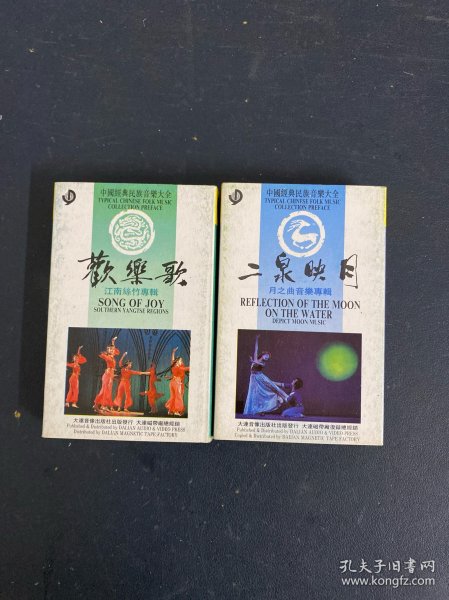 中國經典民族音樂大全
TYPICAL CHINESE FOLK MUSIC
COLLECTION PREFACE
歡樂歌
江南絲竹專輯
SONG OF JOY
SOUTHERN YANGTSE REGIONS
大連音像出版社出版發行 大連磁帶廠總經銷
Published & Distributed by DALIAN AUDIO & VIDEO PRESS
Distributed by DALIAN MAGNETIC TAPE FACTORY
中國經典民族音樂大全
TYPICAL CHINESE FOLK MUSIC
COLLECTION PREFACE
二泉映月
月之曲音樂專輯
REFLECTION OF THE MOON
ON THE WATER
DEPICT MOON MUSIC
大連音像出版社出版發行 大連磁帶廠復錄總經銷
Published & Distributed by DALIAN AUDIO & VIDEO PRESS
Copied & Distributed by DALIAN MAGNETIC TAPE FACTORY
孔夫子旧书网
www.kongfz.com